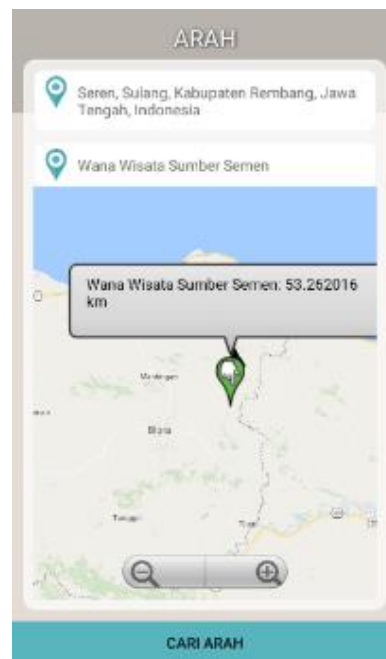 ARAH
Seren, Sulang, Kabupaten Rembang, Jawa
Tengah, Indonesia
Wana Wisata Sumber Semen
Wana Wisata Sumber Semen: 53.262016
km
Blora
CARI ARAH